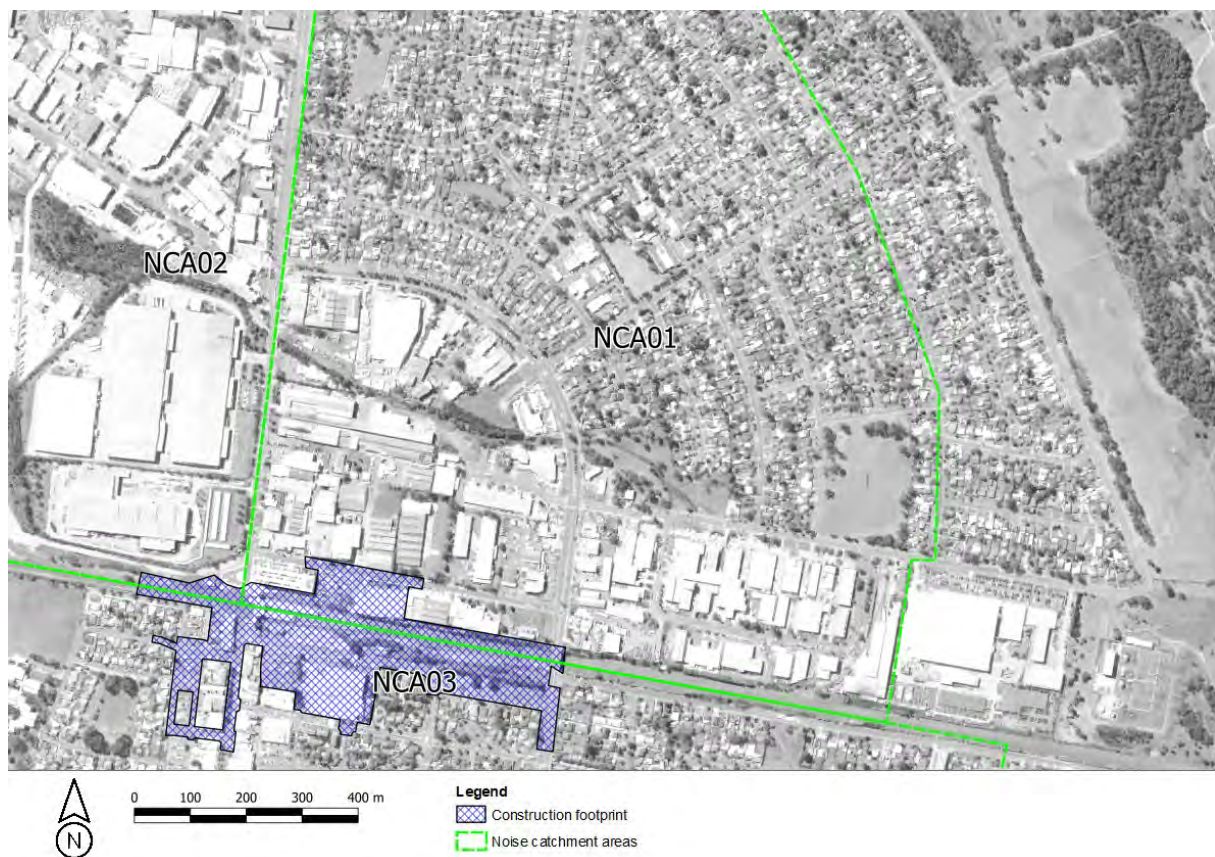 NCA02
NCA01
NCA03
0 100 200 300 400 m
N
Legend
Construction footprint
Noise catchment areas